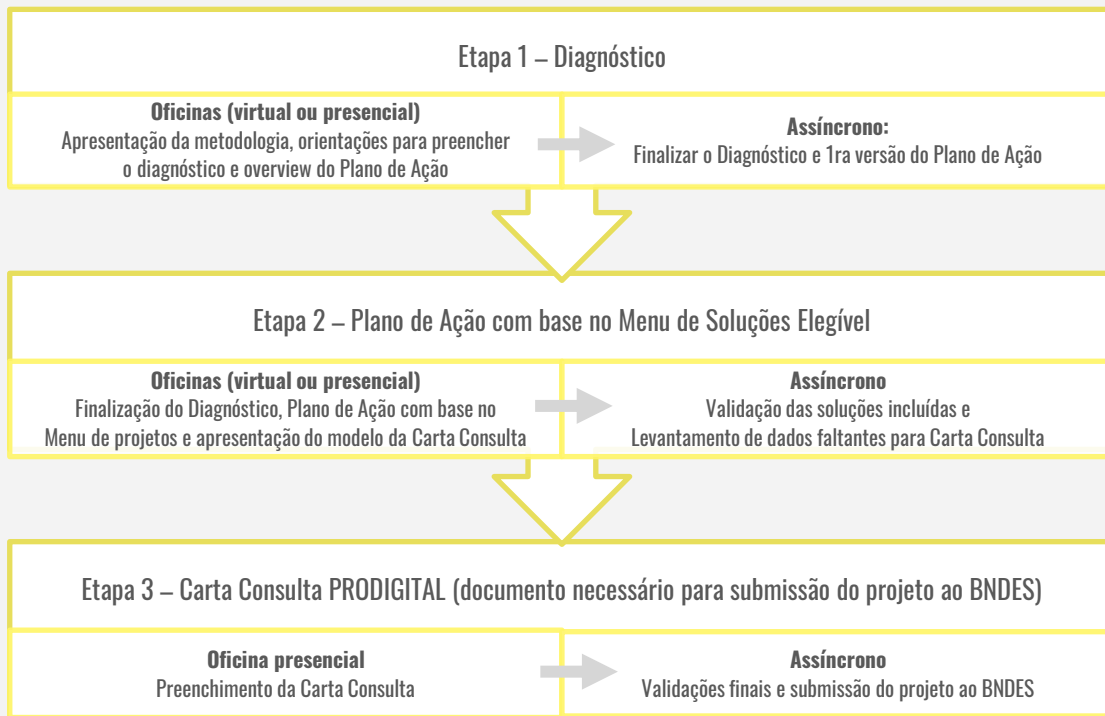 Etapa 1 – Diagnóstico
Oficinas (virtual ou presencial)
Apresentação da metodologia, orientações para preencher
o diagnóstico e overview do Plano de Ação
Assíncrono:
Finalizar o Diagnóstico e 1ra versão do Plano de Ação
Etapa 2 – Plano de Ação com base no Menu de Soluções Elegível
Oficinas (virtual ou presencial)
Finalização do Diagnóstico, Plano de Ação com base no
Menu de projetos e apresentação do modelo da Carta Consulta
Assíncrono
Validação das soluções incluídas e
Levantamento de dados faltantes para Carta Consulta
Etapa 3 – Carta Consulta PRODIGITAL (documento necessário para submissão do projeto ao BNDES)
Oficina presencial
Preenchimento da Carta Consulta
Assíncrono
Validações finais e submissão do projeto ao BNDES